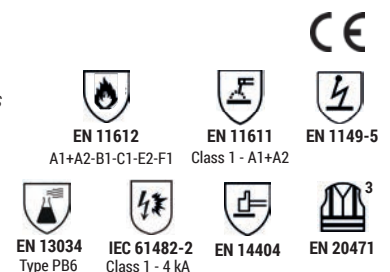 CE
s
EN 11612
A1+A2-B1-C1-E2-F1
EN 11611
Class 1 - A1+A2
EN 1149-5
3
EN 13034
Type PB6
IEC 61482-2
Class 1 - 4 kA
EN 14404
EN 20471